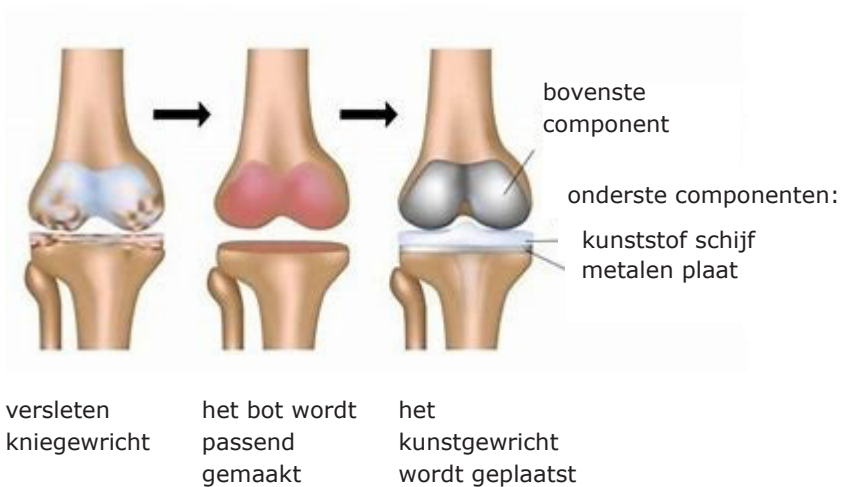 bovenste
component
onderste componenten:
kunststof schijf
metalen plaat
versleten
kniegewricht
het bot wordt
passend
gemaakt
het
kunstgewricht
wordt geplaatst